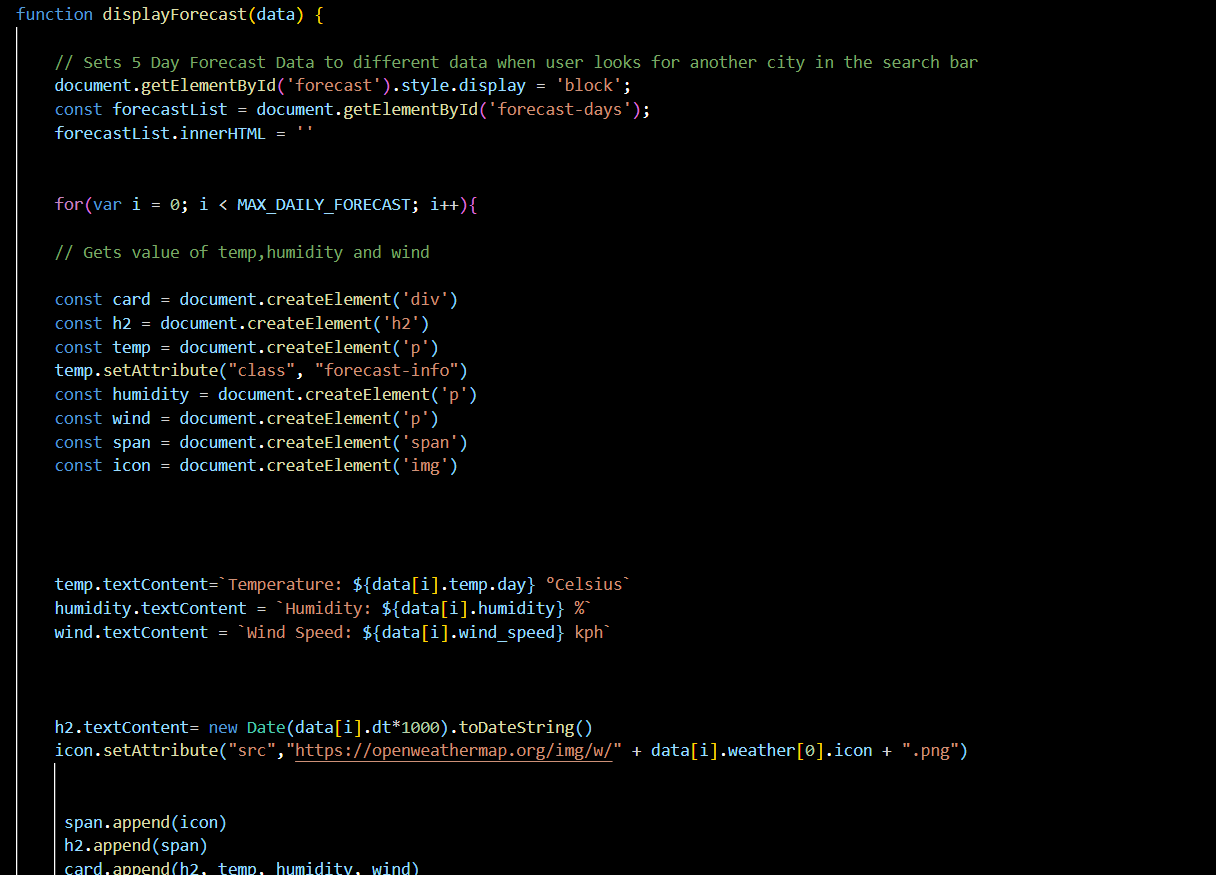 function displayForecast(data) {
// Sets 5 Day Forecast Data to different data when user looks for another city in the search bar
document.getElementById('forecast').style.display = 'block';
const forecastList = document.getElementById('forecast-days');
forecastList.innerHTML = ''
for(var i = 0; i < MAX_DAILY_FORECAST; i++){
// Gets value of temp,humidity and wind
const card = document.createElement('div')
const h2 = document.createElement('h2')
const temp = document.createElement('p')
temp.setAttribute("class", "forecast-info")
const humidity = document.createElement('p')
const wind = document.createElement('p')
const span = document.createElement('span')
const icon = document.createElement('img')
temp.textContent=`Temperature: ${data[i].temp.day} °Celsius`
humidity.textContent = `Humidity: ${data[i].humidity} %`
wind.textContent = `Wind Speed: ${data[i].wind_speed} kph`
h2.textContent= new Date(data[i].dt*1000).toDateString()
icon.setAttribute("src","https://openweathermap.org/img/w/" + data[i].weather[0].icon + ".png")
span.append(icon)
h2.append(span)
card.append(h2, temp, humidity, wind)